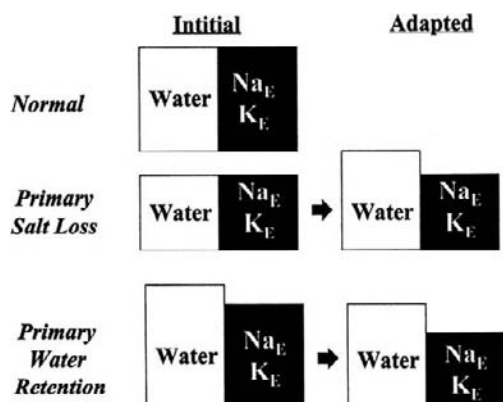 Intitial Adapted
Normal
Water
Na_E
K_E
Primary
Salt Loss
Water
Na_E
K_E
Water
Na_E
K_E
Primary
Water
Retention
Water
Na_E
K_E
Water
Na_E
K_E